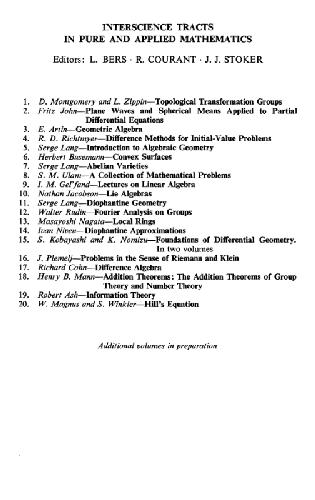 INTERSCIENCE TRACTS
IN PURE AND APPLIED MATHEMATICS
Editors: L. BERS · R. COURANT · J. J. STOKER
1. D. Montgomery and L. Zippin—Topological Transformation Groups
2. Fritz John—Plane Waves and Spherical Means Applied to Partial
Differential Equations
3. E. Artin—Geometric Algebra
4. R. D. Richtmyer—Difference Methods for Initial-Value Problems
5. Serge Lang—Introduction to Algebraic Geometry
6. Herbert Busemann—Convex Surfaces
7. Serge Lang—Abelian Varieties
8. S. M. Ulam—A Collection of Mathematical Problems
9. I. M. Gel'fand—Lectures on Linear Algebra
10. Nathan Jacobson—Lie Algebras
11. Serge Lang—Diophantine Geometry
12. Walter Rudin—Fourier Analysis on Groups
13. Masayoshi Nagata—Local Rings
14. Ivan Niven—Diophantine Approximations
15. S. Kobayashi and K. Nomizu—Foundations of Differential Geometry.
In two volumes
16. J. Plemelj—Problems in the Sense of Riemann and Klein
17. Richard Cohn—Difference Algebra
18. Henry B. Mann—Addition Theorems: The Addition Theorems of Group
Theory and Number Theory
19. Robert Ash—Information Theory
20. W. Magnus and S. Winkler—Hill's Equation
Additional volumes in preparation